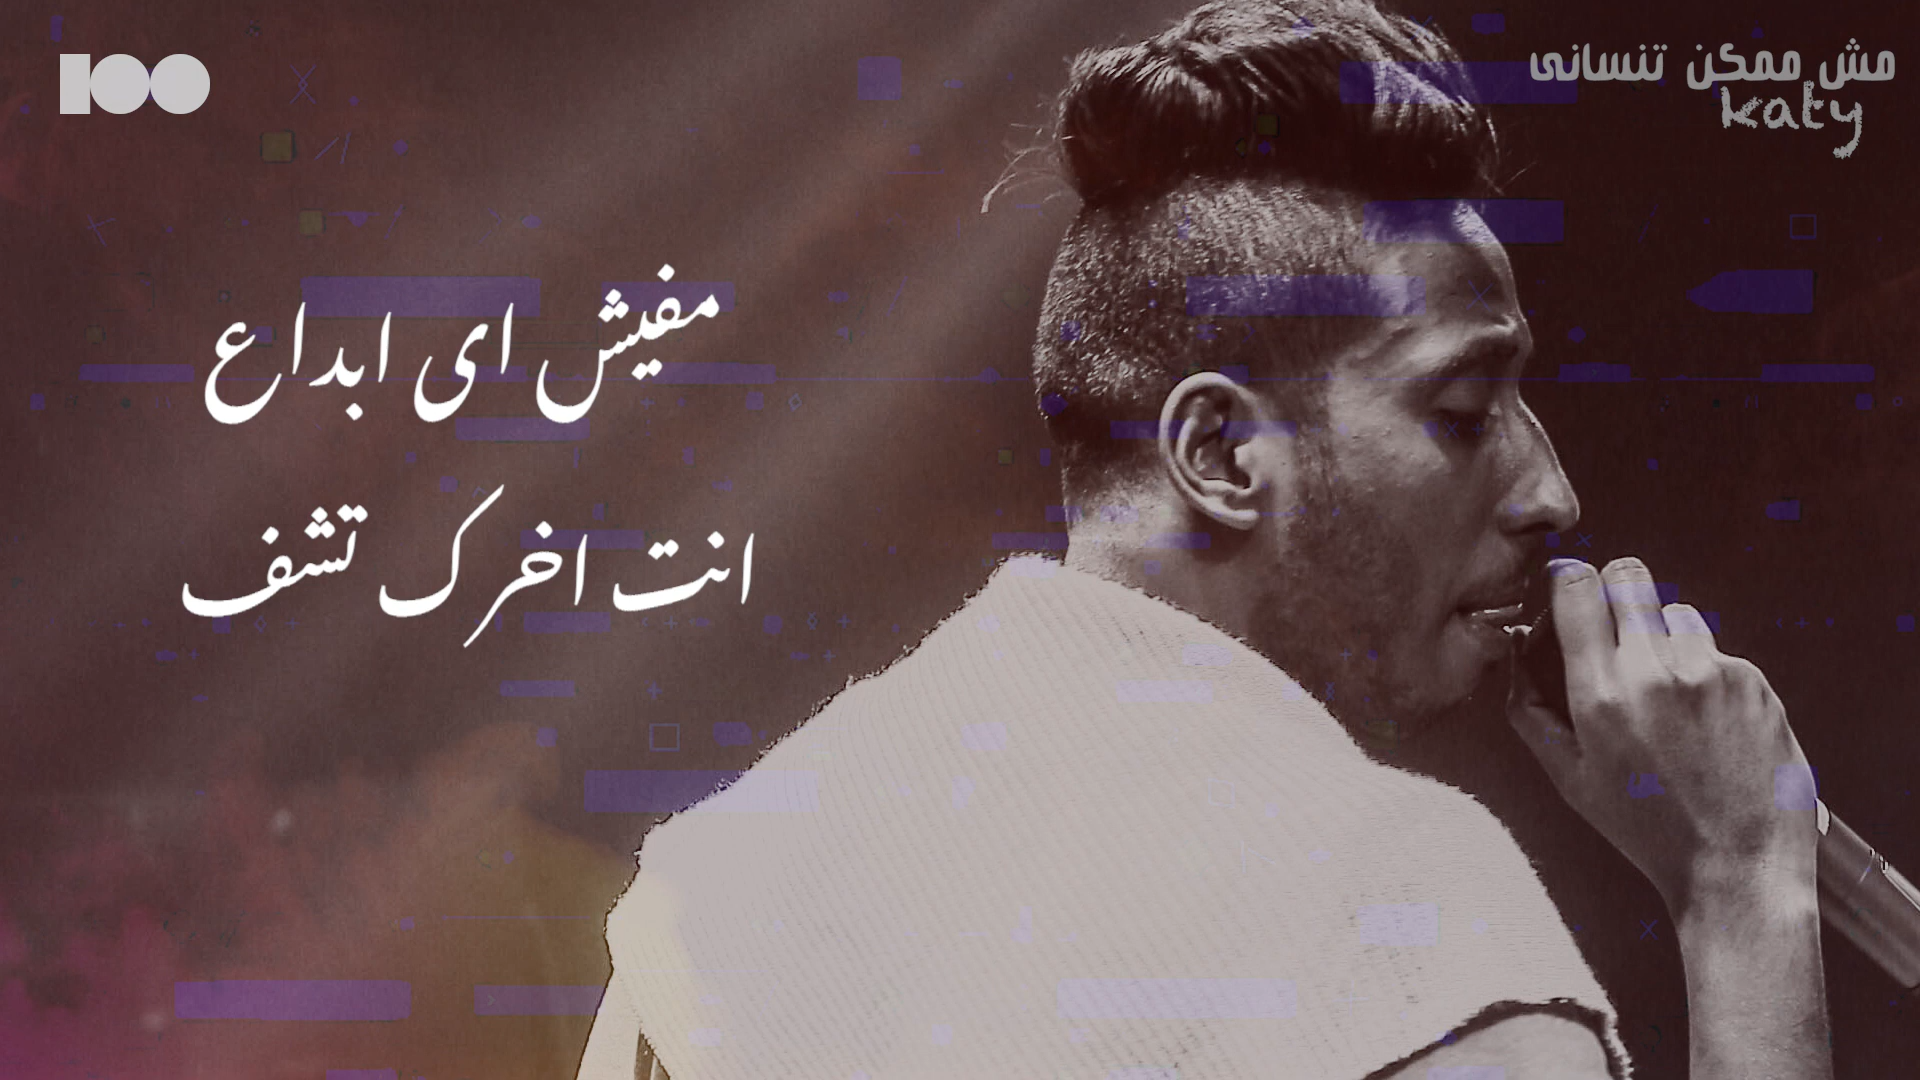 100
مش ممكن تنسانى
katy
مفيش اى ابداع
انت اخرك تشف